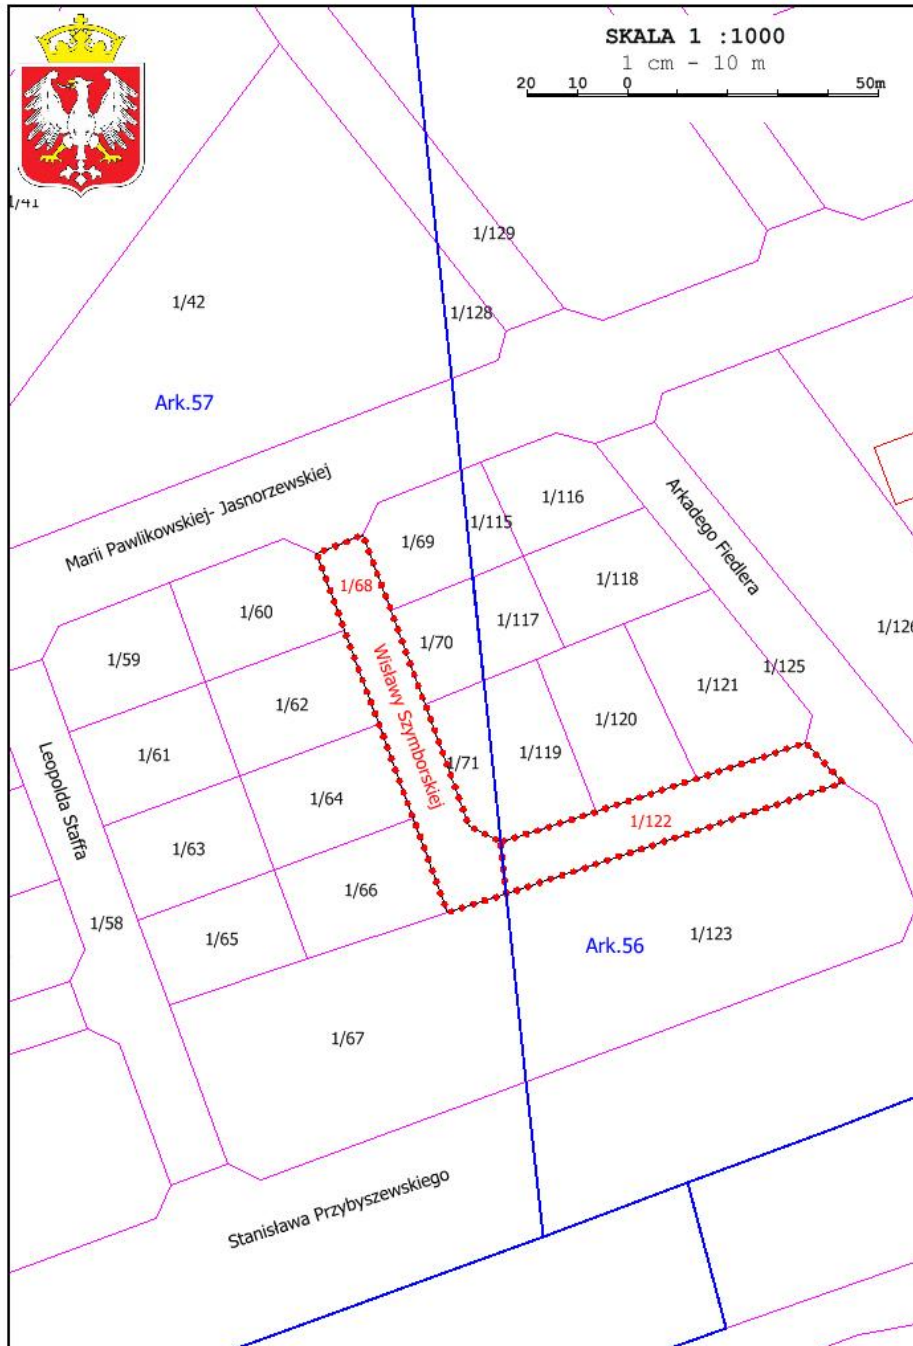 SKALA 1 :1000
1 cm - 10 m
20 10 0 50m
1/41
1/129
1/42
1/128
Ark.57
Marii Pawlikowskiej- Jasnorzewskiej
1/116
1/115
1/69
Arkadego Fiedlera
1/68
1/118
1/60
1/117
1/126
1/70
1/59
1/125
Wisławy Szymborskiej
1/121
1/62
1/120
1/61
1/119
1/71
Leopolda Staffa
1/64
1/122
1/63
1/66
1/58
1/65
Ark.56
1/123
1/67
Stanisława Przybyszewskiego